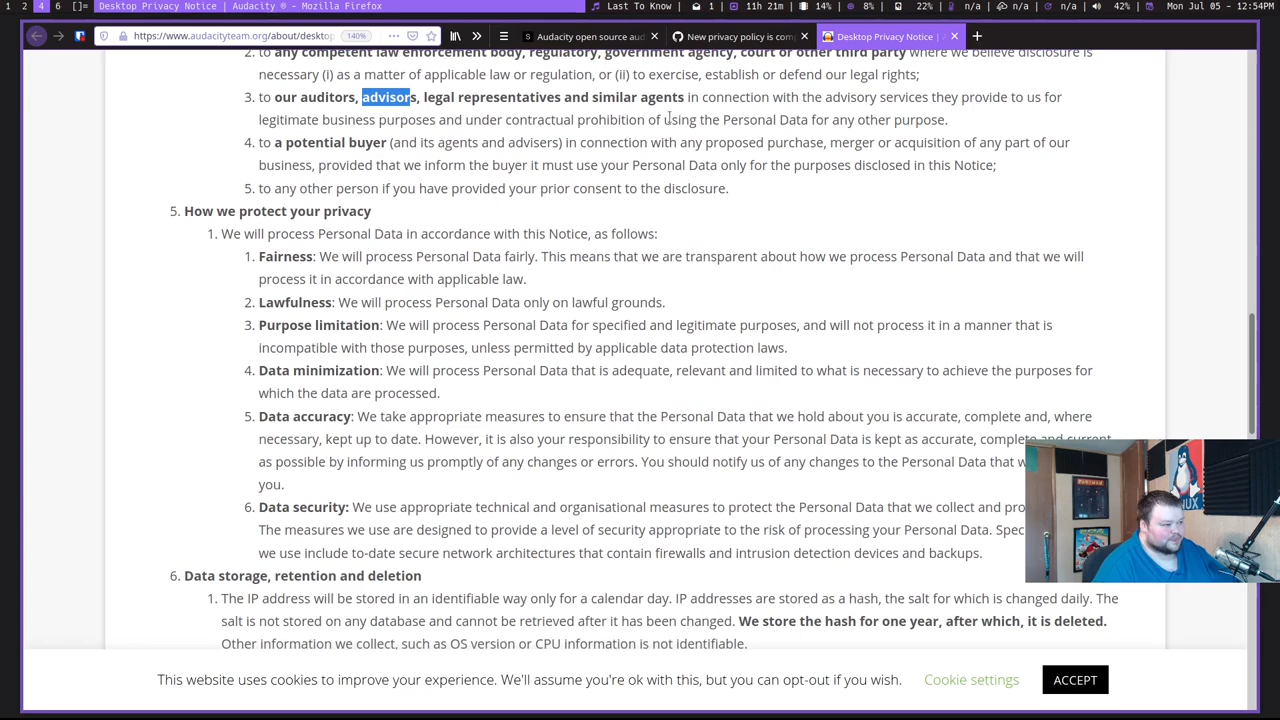 1 2 4 6 []= Desktop Privacy Notice | Audacity ® - Mozilla Firefox
Last To Know 1 1h 21m 14% 8% 22% ↓n/a ↑n/a n/a Mon, Jul 05, 12:54PM
https://www.audacityteam.org/about/desktop 140%
Audacity open source aud
New privacy policy is comp
Desktop Privacy Notice | A
2. to any competent law enforcement body, regulatory, government agency, court or other third party where we believe disclosure is
necessary (i) as a matter of applicable law or regulation, or (ii) to exercise, establish or defend our legal rights;
3. to our auditors, advisors, legal representatives and similar agents in connection with the advisory services they provide to us for
legitimate business purposes and under contractual prohibition of using the Personal Data for any other purpose.
4. to a potential buyer (and its agents and advisers) in connection with any proposed purchase, merger or acquisition of any part of our
business, provided that we inform the buyer it must use your Personal Data only for the purposes disclosed in this Notice;
5. to any other person if you have provided your prior consent to the disclosure.
5. How we protect your privacy
1. We will process Personal Data in accordance with this Notice, as follows:
1. Fairness: We will process Personal Data fairly. This means that we are transparent about how we process Personal Data and that we will
process it in accordance with applicable law.
2. Lawfulness: We will process Personal Data only on lawful grounds.
3. Purpose limitation: We will process Personal Data for specified and legitimate purposes, and will not process it in a manner that is
incompatible with those purposes, unless permitted by applicable data protection laws.
4. Data minimization: We will process Personal Data that is adequate, relevant and limited to what is necessary to achieve the purposes for
which the data are processed.
5. Data accuracy: We take appropriate measures to ensure that the Personal Data that we hold about you is accurate, complete and, where
necessary, kept up to date. However, it is also your responsibility to ensure that your Personal Data is kept as accurate, complete and current
as possible by informing us promptly of any changes or errors. You should notify us of any changes to the Personal Data that w
you.
6. Data security: We use appropriate technical and organisational measures to protect the Personal Data that we collect and pro
The measures we use are designed to provide a level of security appropriate to the risk of processing your Personal Data. Spec
we use include to-date secure network architectures that contain firewalls and intrusion detection devices and backups.
6. Data storage, retention and deletion
1. The IP address will be stored in an identifiable way only for a calendar day. IP addresses are stored as a hash, the salt for which is changed daily. The
salt is not stored on any database and cannot be retrieved after it has been changed. We store the hash for one year, after which, it is deleted.
Other information we collect, such as OS version or CPU information is not identifiable.
This website uses cookies to improve your experience. We'll assume you're ok with this, but you can opt-out if you wish. Cookie settings ACCEPT